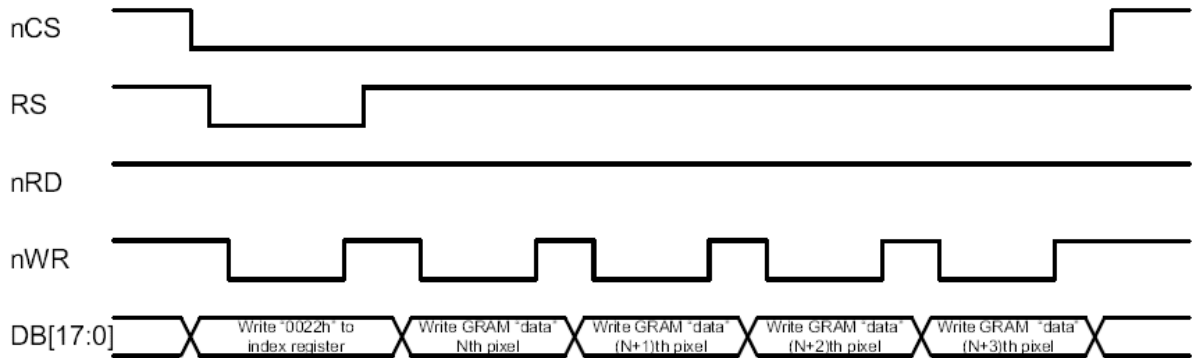 nCS
RS
nRD
nWR
DB[17:0]
Write "0022h" to
index register
Write GRAM "data"
Nth pixel
Write GRAM "data"
(N+1)th pixel
Write GRAM "data"
(N+2)th pixel
Write GRAM "data"
(N+3)th pixel